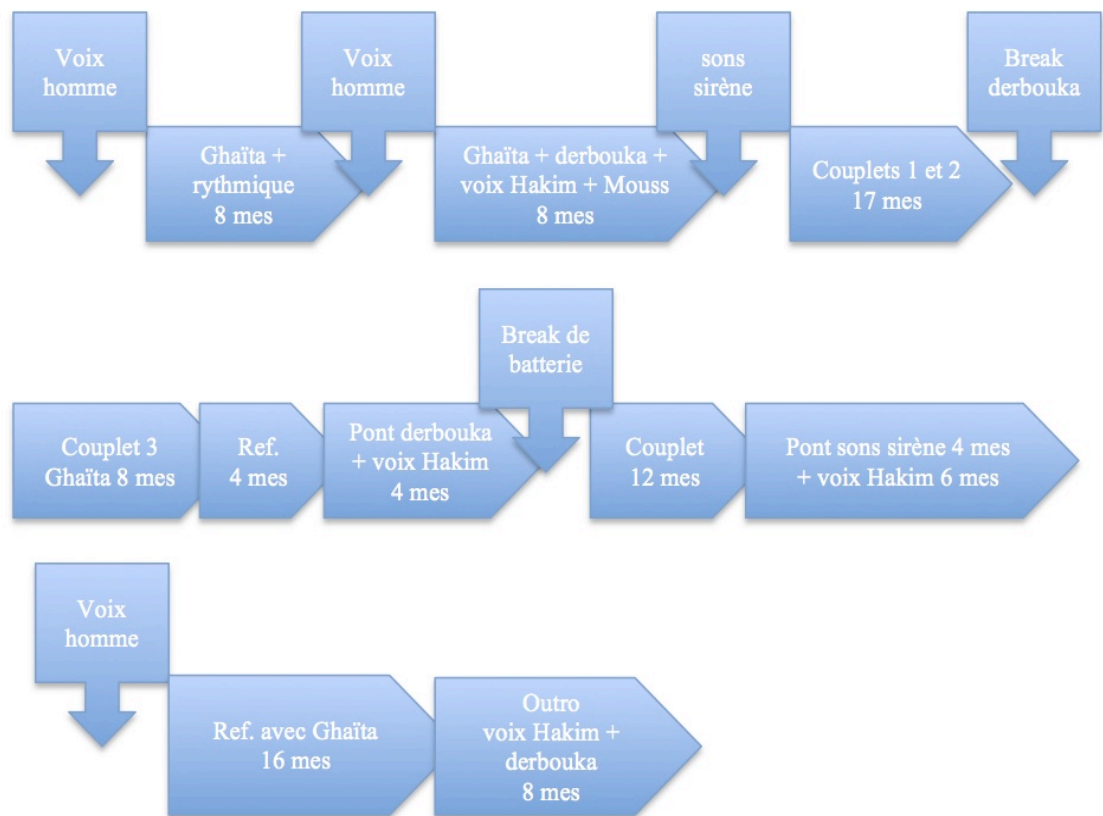 Voix
homme
Ghaïta +
rythmique
8 mes
Voix
homme
Ghaïta + derbouka +
voix Hakim + Mouss
8 mes
sons
sirène
Couplets 1 et 2
17 mes
Break
derbouka
Couplet 3
Ghaïta 8 mes
Ref.
4 mes
Pont derbouka
+ voix Hakim
4 mes
Break de
batterie
Couplet
12 mes
Pont sons sirène 4 mes
+ voix Hakim 6 mes
Voix
homme
Ref. avec Ghaïta
16 mes
Outro
voix Hakim +
derbouka
8 mes